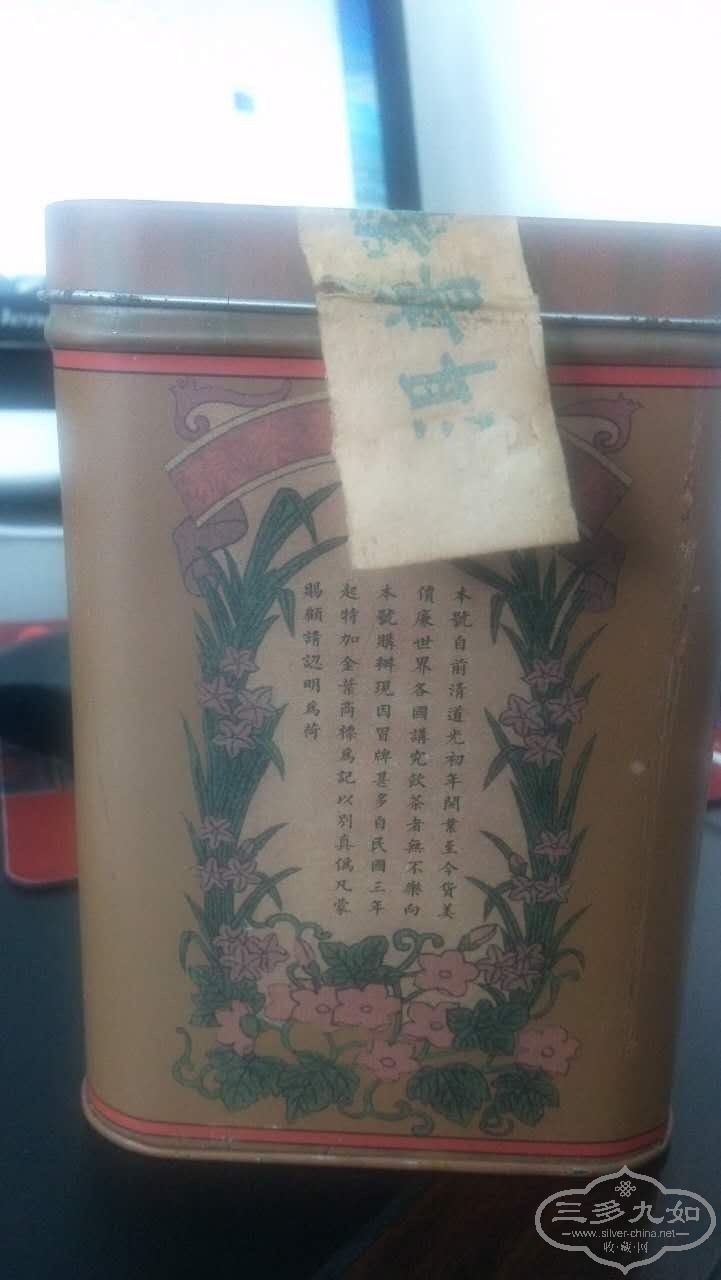 本號自前清道光初年開業至今貨美
價廉世界各國講究飲茶者無不樂向
本號購辦現因冒牌甚多自民國三年
起特加金葉商標為記以別真偽凡蒙
賜顧請認明為荷
三多九如
www.silver-china.net
收·藏·网